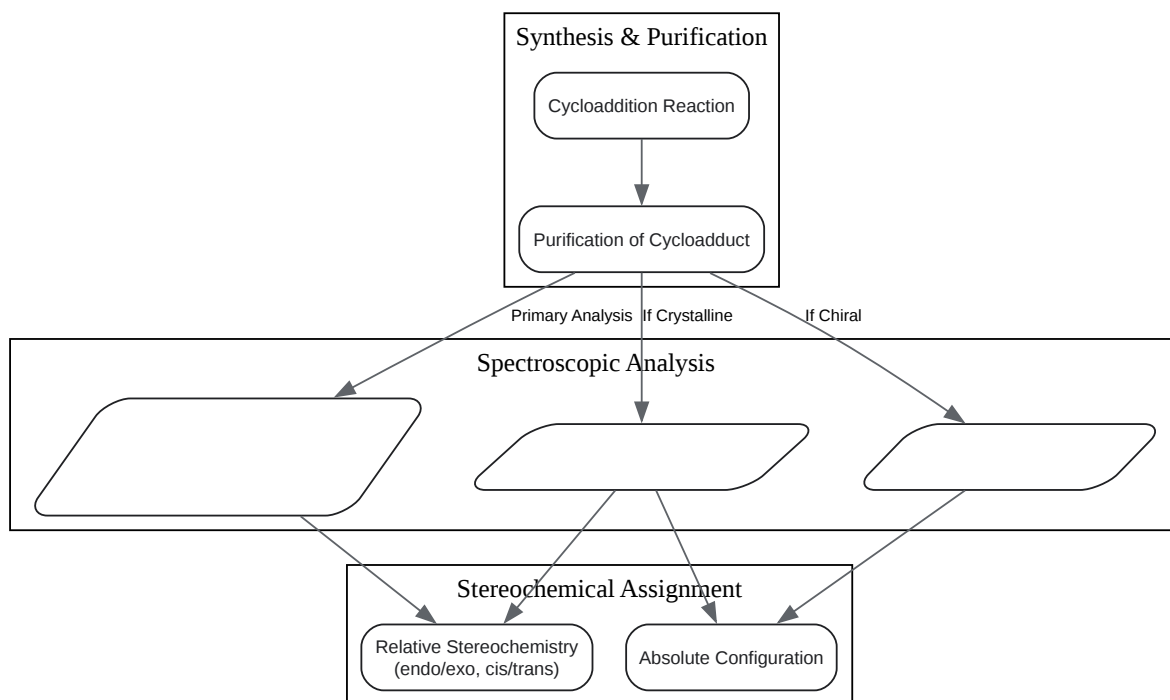 Synthesis & Purification
Cycloaddition Reaction
Purification of Cycloadduct
Primary Analysis
If Crystalline
If Chiral
Spectroscopic Analysis
Stereochemical Assignment
Relative Stereochemistry
(endo/exo, cis/trans)
Absolute Configuration